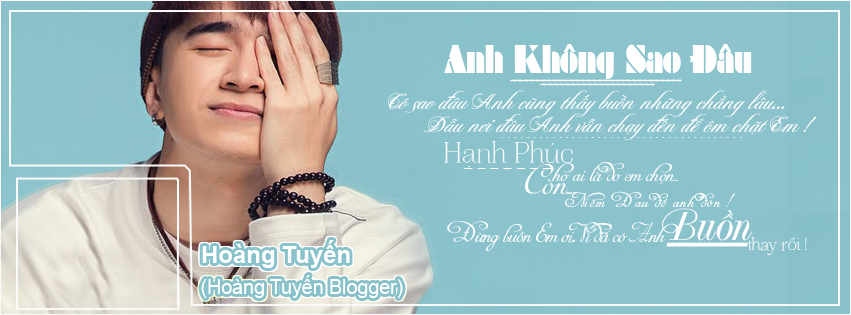 Anh Không Sao Đâu
Có sao đâu Anh cũng thấy buồn nhưng chẳng lâu...
Dẫu nơi đâu Anh vẫn chạy đến để ôm chặt Em !
Hạnh Phúc
Cho ai là do em chọn..
Còn...
Niềm Đau để anh đón !
Đừng buồn Em ơi.. vì đã có Anh Buồn thay rồi !
Hoàng Tuyến
(Hoàng Tuyến Blogger)